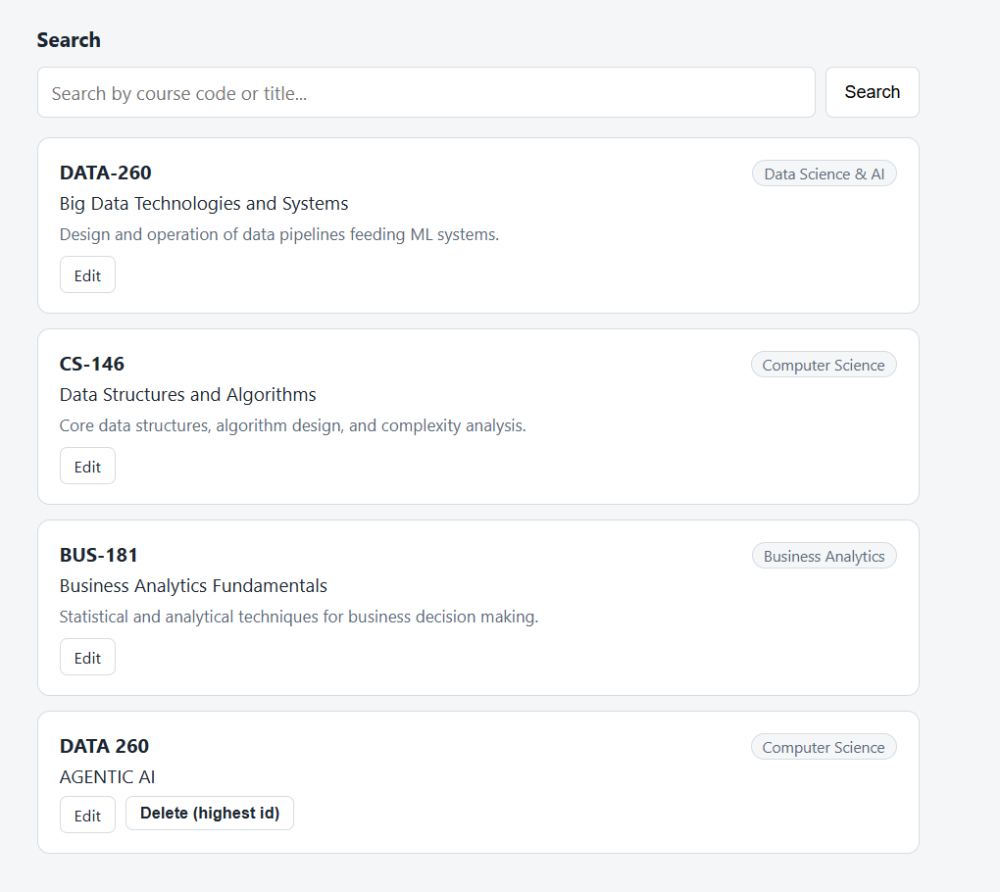 Search
Search by course code or title...
Search
DATA-260
Data Science & AI
Big Data Technologies and Systems
Design and operation of data pipelines feeding ML systems.
Edit
CS-146
Computer Science
Data Structures and Algorithms
Core data structures, algorithm design, and complexity analysis.
Edit
BUS-181
Business Analytics
Business Analytics Fundamentals
Statistical and analytical techniques for business decision making.
Edit
DATA 260
Computer Science
AGENTIC AI
Edit
Delete (highest id)